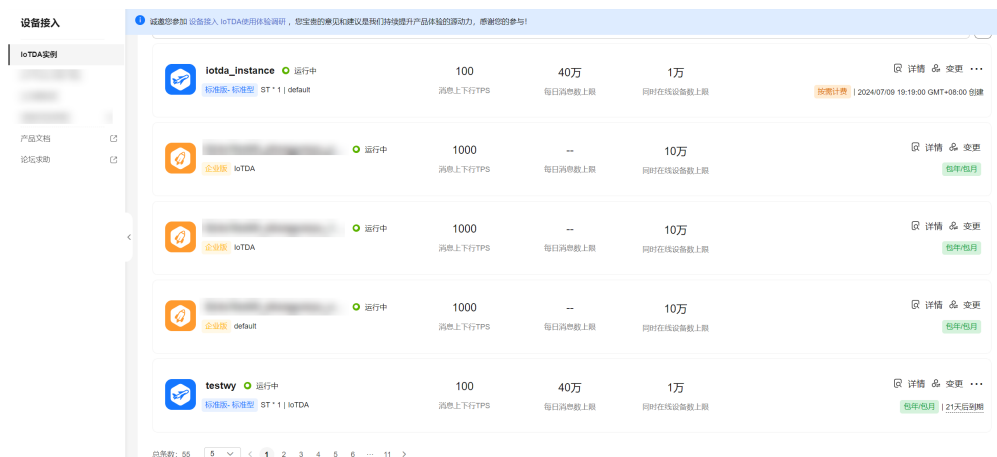 设备接入
诚邀您参加 设备接入 IoTDA使用体验调研 ，您宝贵的意见和建议是我们持续提升产品体验的源动力，感谢您的参与！
IoTDA实例
产品文档
论坛求助
iotda_instance 运行中
标准版- 标准型 ST * 1 | default
100
消息上下行TPS
40万
每日消息数上限
1万
同时在线设备数上限
详情 变更 ···
按需计费 | 2024/07/09 19:19:00 GMT+08:00 创建
运行中
企业版 IoTDA
1000
消息上下行TPS
--
每日消息数上限
10万
同时在线设备数上限
详情 变更
包年/包月
运行中
企业版 IoTDA
1000
消息上下行TPS
--
每日消息数上限
10万
同时在线设备数上限
详情 变更
包年/包月
运行中
企业版 default
1000
消息上下行TPS
--
每日消息数上限
10万
同时在线设备数上限
详情 变更
包年/包月
testwy 运行中
标准版- 标准型 ST * 1 | IoTDA
100
消息上下行TPS
40万
每日消息数上限
1万
同时在线设备数上限
详情 变更 ···
包年/包月 | 21天后到期
总条数: 55 5 < 1 2 3 4 5 6 ··· 11 >